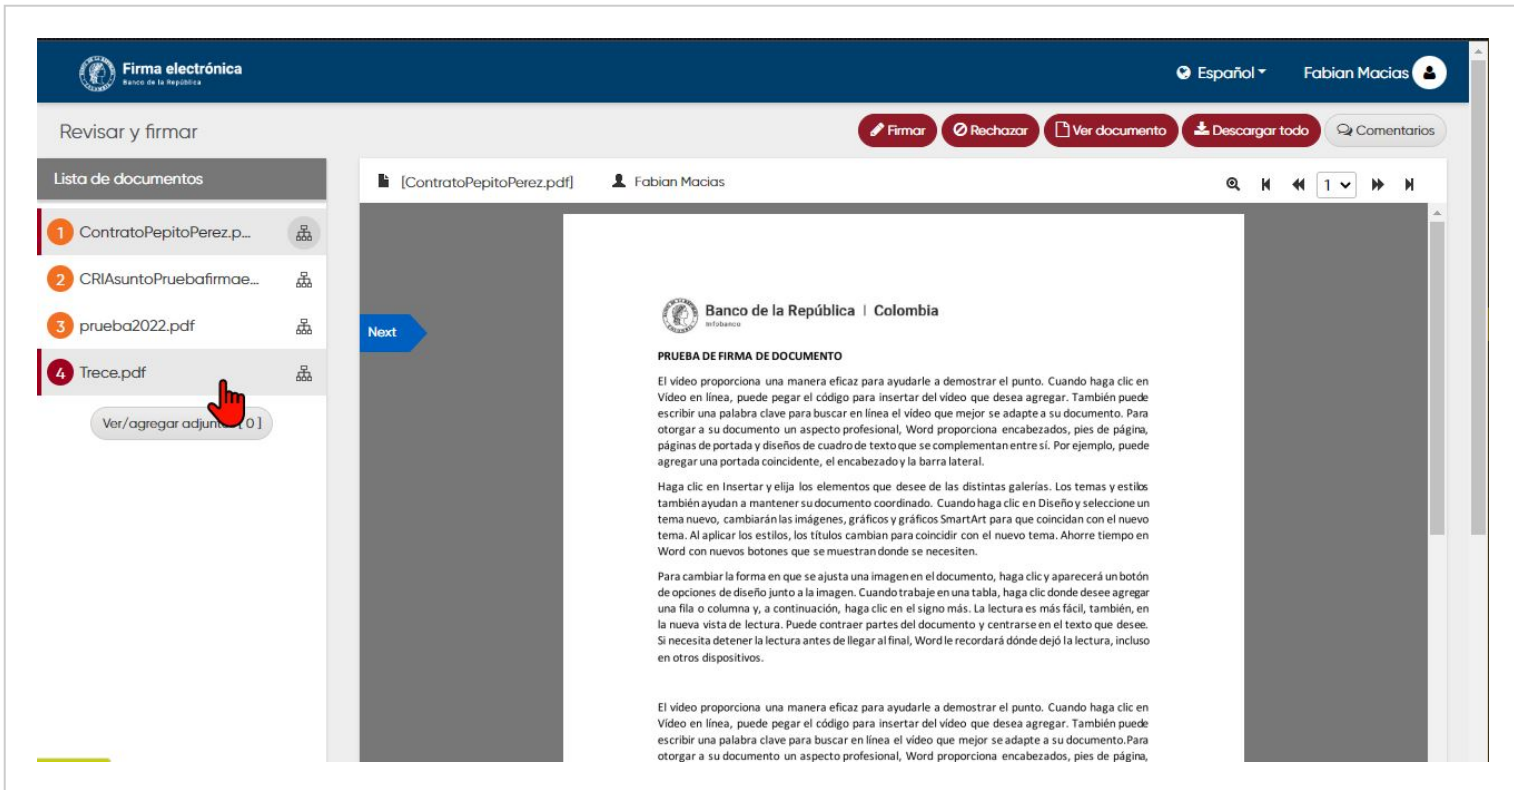 Firma electrónica
Banco de la República
Español
Fabian Macias
Revisar y firmar
Firmar
Rechazar
Ver documento
Descargar todo
Comentarios
Lista de documentos
[ContratoPepitoPerez.pdf]
Fabian Macias
1
1 ContratoPepitoPerez.p...
2 CRIAsuntoPruebafirmae...
3 prueba2022.pdf
4 Trece.pdf
Ver/agregar [ 0 ]
Next
Banco de la República | Colombia
Infobanco
PRUEBA DE FIRMA DE DOCUMENTO
El vídeo proporciona una manera eficaz para ayudarle a demostrar el punto. Cuando haga clic en
Vídeo en línea, puede pegar el código para insertar del vídeo que desea agregar. También puede
escribir una palabra clave para buscar en línea el vídeo que mejor se adapte a su documento. Para
otorgar a su documento un aspecto profesional, Word proporciona encabezados, pies de página,
páginas de portada y diseños de cuadro de texto que se complementan entre sí. Por ejemplo, puede
agregar una portada coincidente, el encabezado y la barra lateral.
Haga clic en Insertar y elija los elementos que desee de las distintas galerías. Los temas y estilos
también ayudan a mantener su documento coordinado. Cuando haga clic en Diseño y seleccione un
tema nuevo, cambiarán las imágenes, gráficos y gráficos SmartArt para que coincidan con el nuevo
tema. Al aplicar los estilos, los títulos cambian para coincidir con el nuevo tema. Ahorre tiempo en
Word con nuevos botones que se muestran donde se necesiten.
Para cambiar la forma en que se ajusta una imagen en el documento, haga clic y aparecerá un botón
de opciones de diseño junto a la imagen. Cuando trabaje en una tabla, haga clic donde desee agregar
una fila o columna y, a continuación, haga clic en el signo más. La lectura es más fácil, también, en
la nueva vista de lectura. Puede contraer partes del documento y centrarse en el texto que desee.
Si necesita detener la lectura antes de llegar al final, Word le recordará dónde dejó la lectura, incluso
en otros dispositivos.
El vídeo proporciona una manera eficaz para ayudarle a demostrar el punto. Cuando haga clic en
Vídeo en línea, puede pegar el código para insertar del vídeo que desea agregar. También puede
escribir una palabra clave para buscar en línea el vídeo que mejor se adapte a su documento.Para
otorgar a su documento un aspecto profesional, Word proporciona encabezados, pies de página,